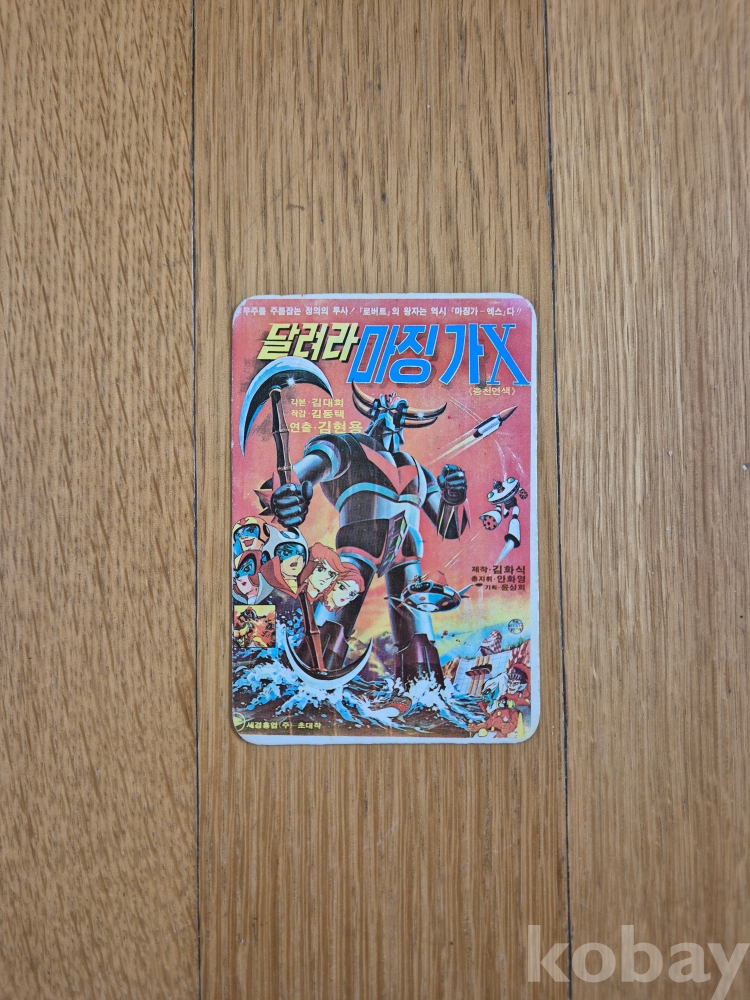 우주를 주름잡는 정의의 투사! 「로버트」의 왕자는 역시 「마징가-엑스」다!!
달려라 마징가X
(총천연색)
각본·김대희
작감·김동택
연출·김현용
제작·김화식
총지휘·안화영
기획·윤상희
세경흥업(주) 초대작
kobay